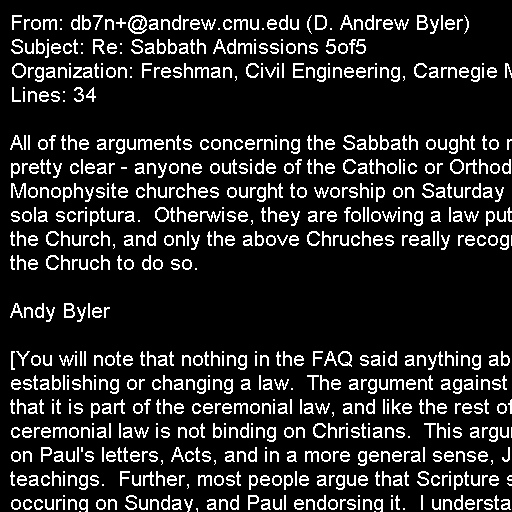 From: db7n+@andrew.cmu.edu (D. Andrew Byler)
Subject: Re: Sabbath Admissions 5of5
Organization: Freshman, Civil Engineering, Carnegie
Lines: 34
All of the arguments concerning the Sabbath ought to
pretty clear - anyone outside of the Catholic or
Monophysite churches ourght to worship on Saturday
sola scriptura.  Otherwise, they are following a law put
the Church, and only the above Chruches really
the Chruch to do so.
Andy Byler
[You will note that nothing in the FAQ said anything
establishing or changing a law.  The argument against
that it is part of the ceremonial law, and like the rest of
ceremonial law is not binding on Christians.  This
on Paul's letters, Acts, and in a more general sense,
teachings.  Further, most people argue that Scripture
occuring on Sunday, and Paul endorsing it.  I